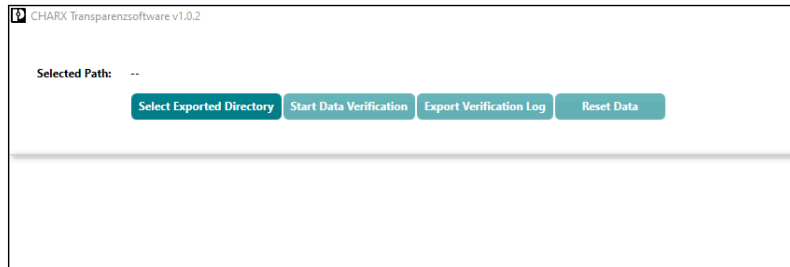 CHARX Transparenzsoftware v1.0.2
Selected Path: --
Select Exported Directory Start Data Verification Export Verification Log Reset Data